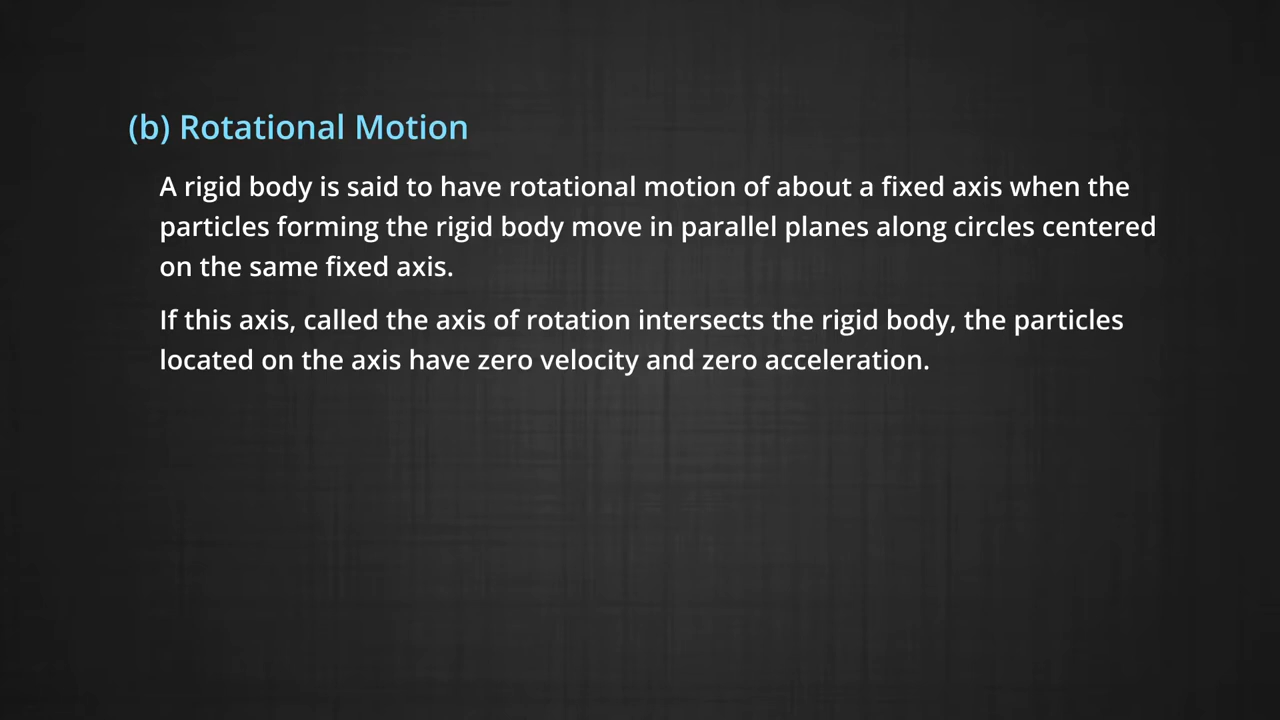 (b) Rotational Motion
A rigid body is said to have rotational motion of about a fixed axis when the
particles forming the rigid body move in parallel planes along circles centered
on the same fixed axis.
If this axis, called the axis of rotation intersects the rigid body, the particles
located on the axis have zero velocity and zero acceleration.